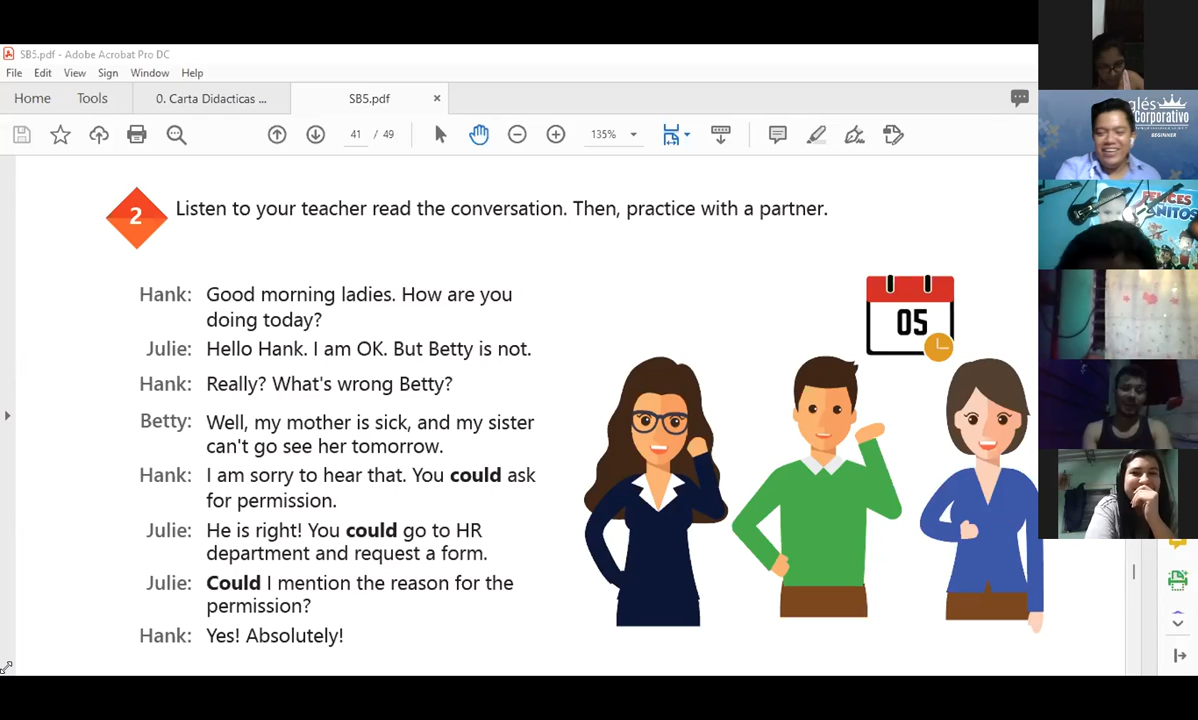 SB5.pdf - Adobe Acrobat Pro DC
File Edit View Sign Window Help
Home Tools 0. Carta Didacticas ... SB5.pdf ×
41 / 49 135%
2 Listen to your teacher read the conversation. Then, practice with a partner.
Hank: Good morning ladies. How are you
doing today?
Julie: Hello Hank. I am OK. But Betty is not.
Hank: Really? What's wrong Betty?
Betty: Well, my mother is sick, and my sister
can't go see her tomorrow.
Hank: I am sorry to hear that. You could ask
for permission.
Julie: He is right! You could go to HR
department and request a form.
Julie: Could I mention the reason for the
permission?
Hank: Yes! Absolutely!
05
glés
Corporativo
BEGINNER
FELICES